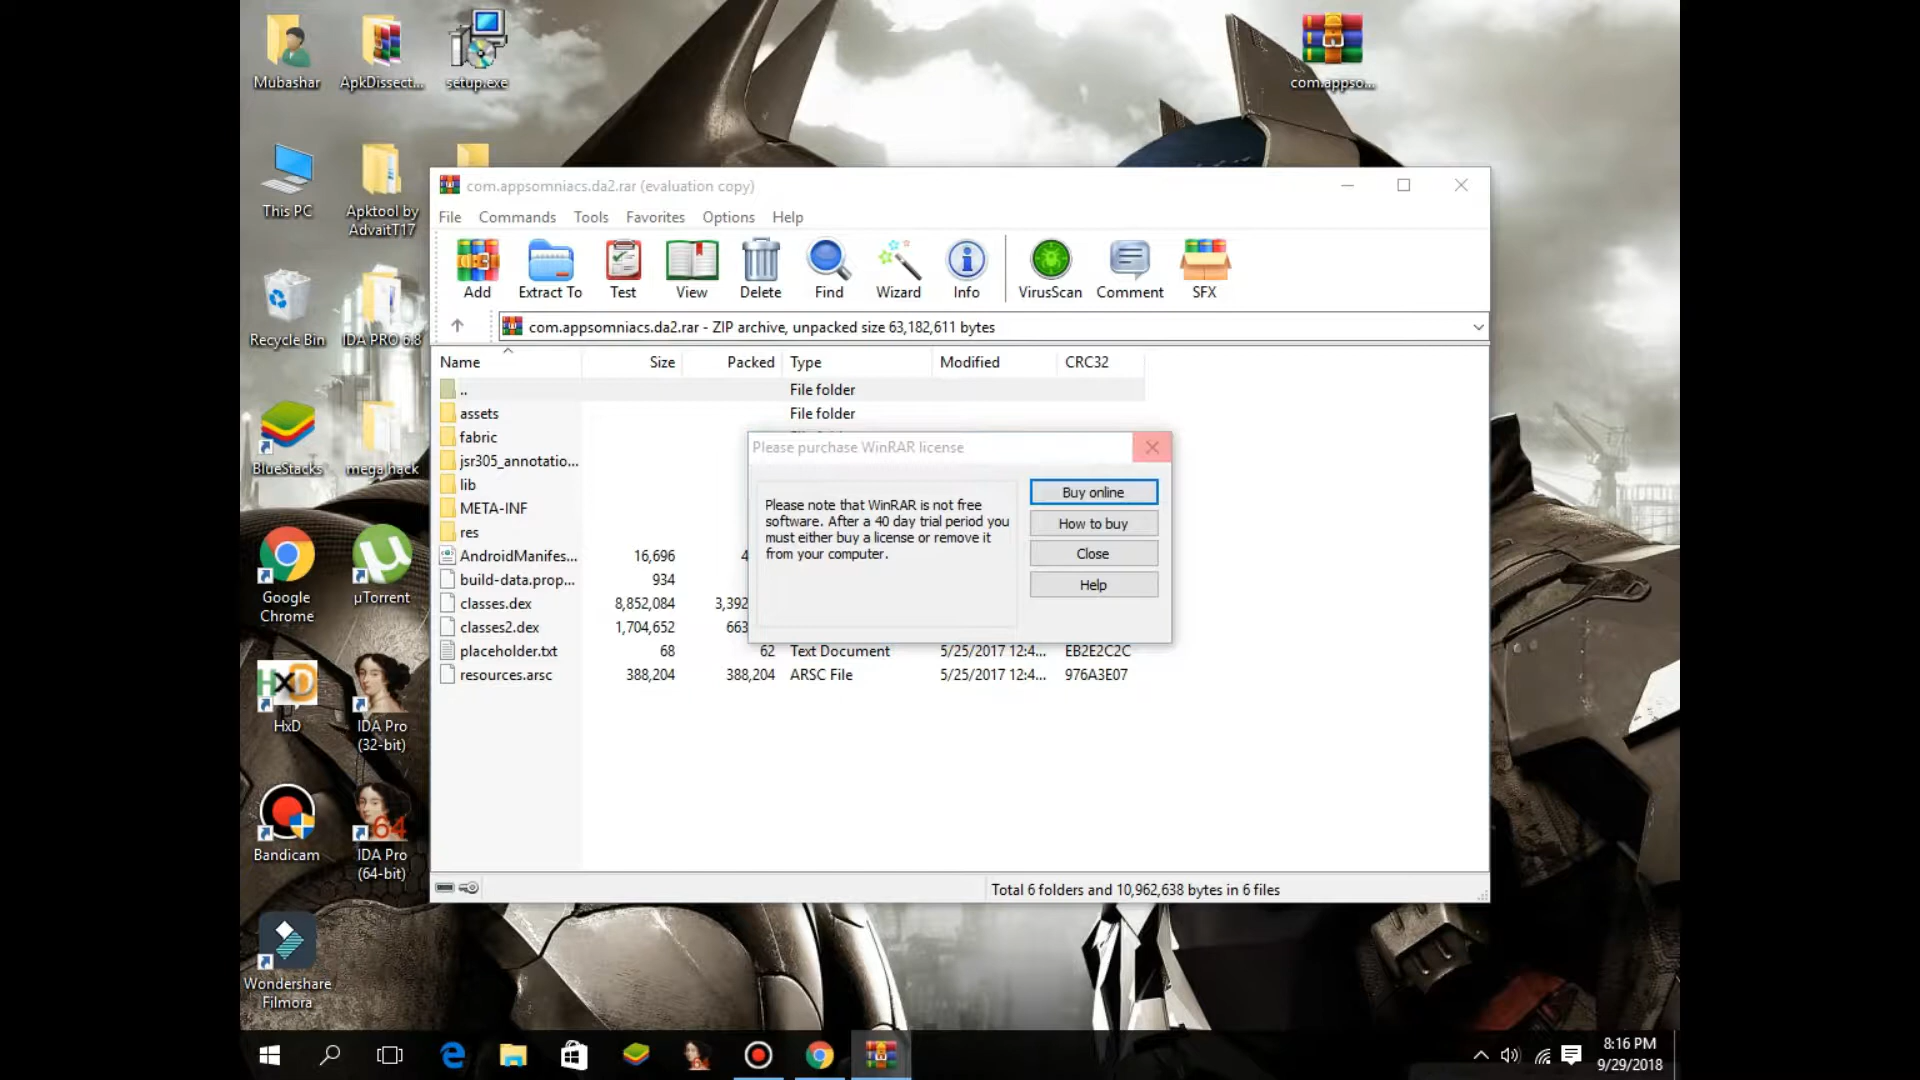 Mubashar
ApkDissect...
setup.exe
com.appso...
This PC
Apktool by
AdvaitT17
Recycle Bin
IDA PRO 6.8
BlueStacks
mega hack
Google
Chrome
µTorrent
HxD
IDA Pro
(32-bit)
Bandicam
64
IDA Pro
(64-bit)
Wondershare
Filmora
com.appsomniacs.da2.rar (evaluation copy)
File Commands Tools Favorites Options Help
Add Extract To Test View Delete Find Wizard Info VirusScan Comment SFX
com.appsomniacs.da2.rar - ZIP archive, unpacked size 63,182,611 bytes
Name Size Packed Type Modified CRC32
.. File folder
assets File folder
fabric
jsr305_annotatio...
lib
META-INF
res
AndroidManifes... 16,696 4
build-data.prop... 934
classes.dex 8,852,084 3,392
classes2.dex 1,704,652 663
placeholder.txt 68 62 Text Document 5/25/2017 12:4... EB2E2C2C
resources.arsc 388,204 388,204 ARSC File 5/25/2017 12:4... 976A3E07
Please purchase WinRAR license
Please note that WinRAR is not free
software. After a 40 day trial period you
must either buy a license or remove it
from your computer.
Buy online
How to buy
Close
Help
Total 6 folders and 10,962,638 bytes in 6 files
8:16 PM
9/29/2018